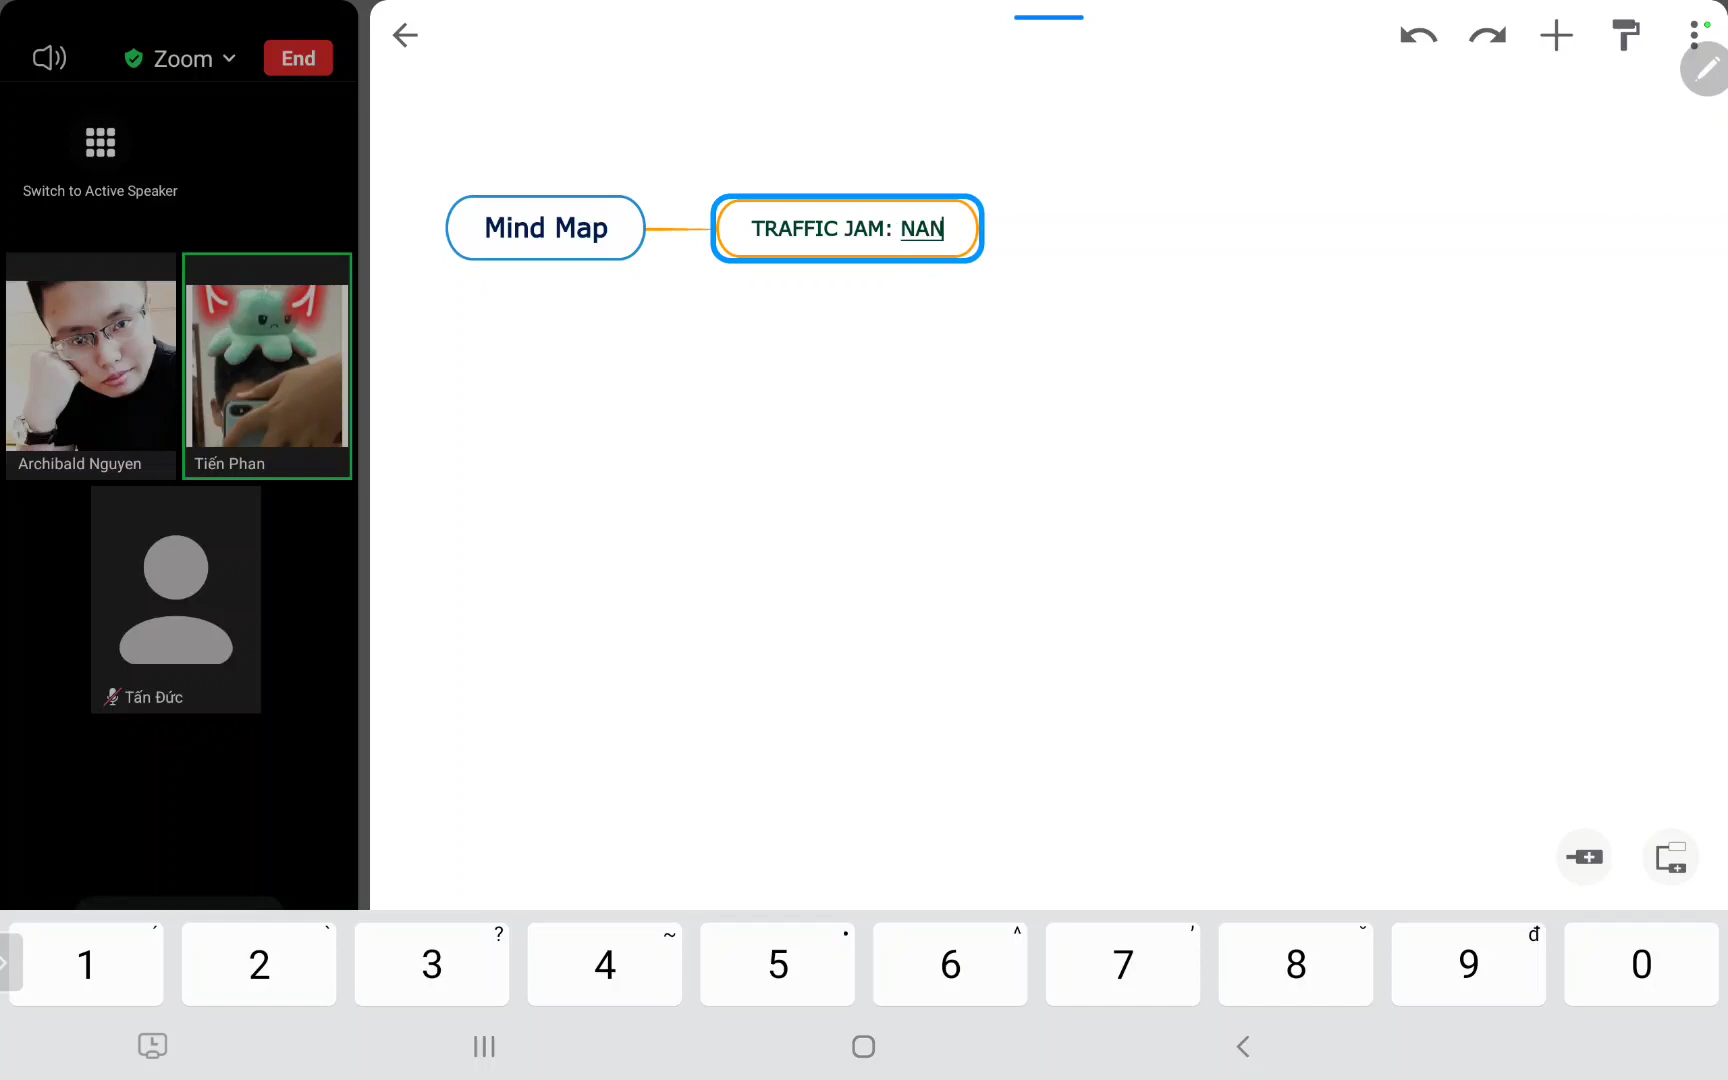 Zoom
End
Switch to Active Speaker
Mind Map
TRAFFIC JAM: NAN
Archibald Nguyen
Tiến Phan
Tấn Đức
1 ´
2 `
3 ?
4 ~
5 .
6 ^
7 '
8 ˘
9 đ
0